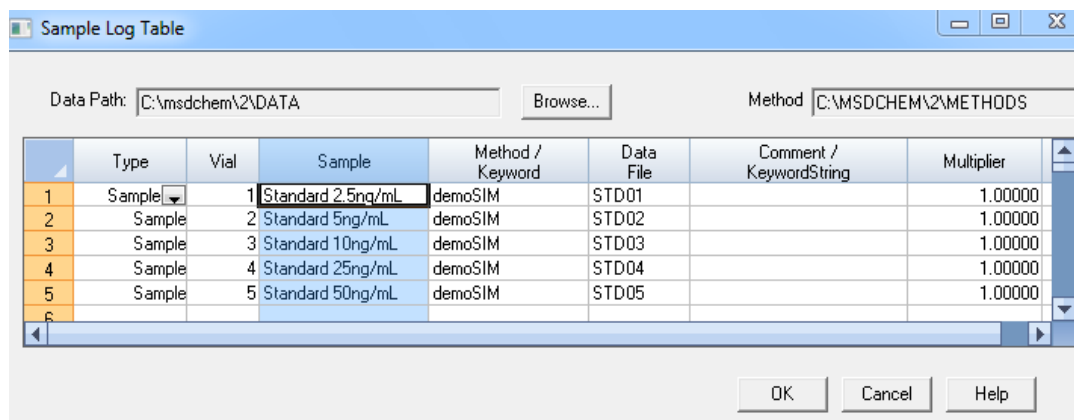 Sample Log Table
Data Path: C:\msdchem\2\DATA Browse... Method C:\MSDCHEM\2\METHODS
Type Vial Sample Method / Keyword Data File Comment / KeywordString Multiplier
1 Sample 1 Standard 2.5ng/mL demoSIM STD01 1.00000
2 Sample 2 Standard 5ng/mL demoSIM STD02 1.00000
3 Sample 3 Standard 10ng/mL demoSIM STD03 1.00000
4 Sample 4 Standard 25ng/mL demoSIM STD04 1.00000
5 Sample 5 Standard 50ng/mL demoSIM STD05 1.00000
6
OK Cancel Help